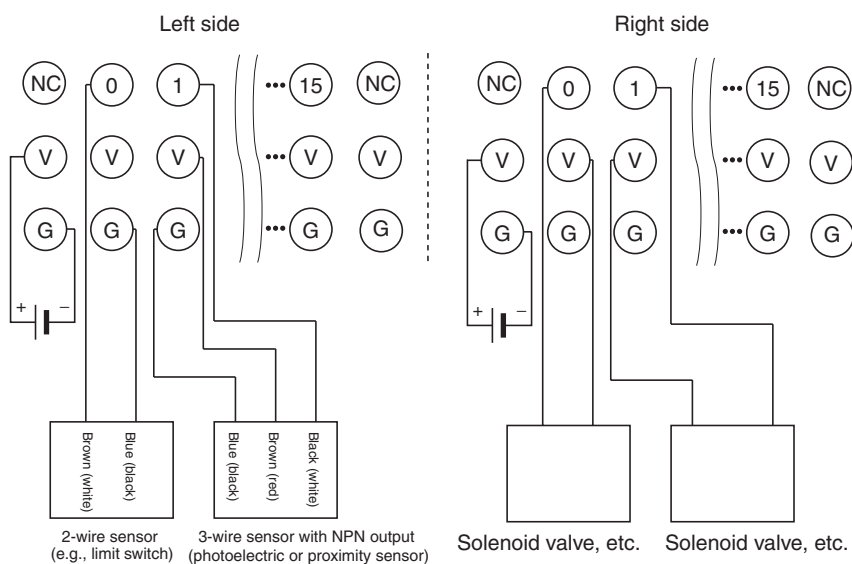 Left side Right side
NC 0 1 ••• 15 NC NC 0 1 ••• 15 NC
V V V ••• V V V V V ••• V V
G G G ••• G G G G G ••• G G
+ − + −
Brown (white) Blue (black) Blue (black) Brown (red) Black (white)
2-wire sensor
(e.g., limit switch)
3-wire sensor with NPN output
(photoelectric or proximity sensor)
Solenoid valve, etc. Solenoid valve, etc.